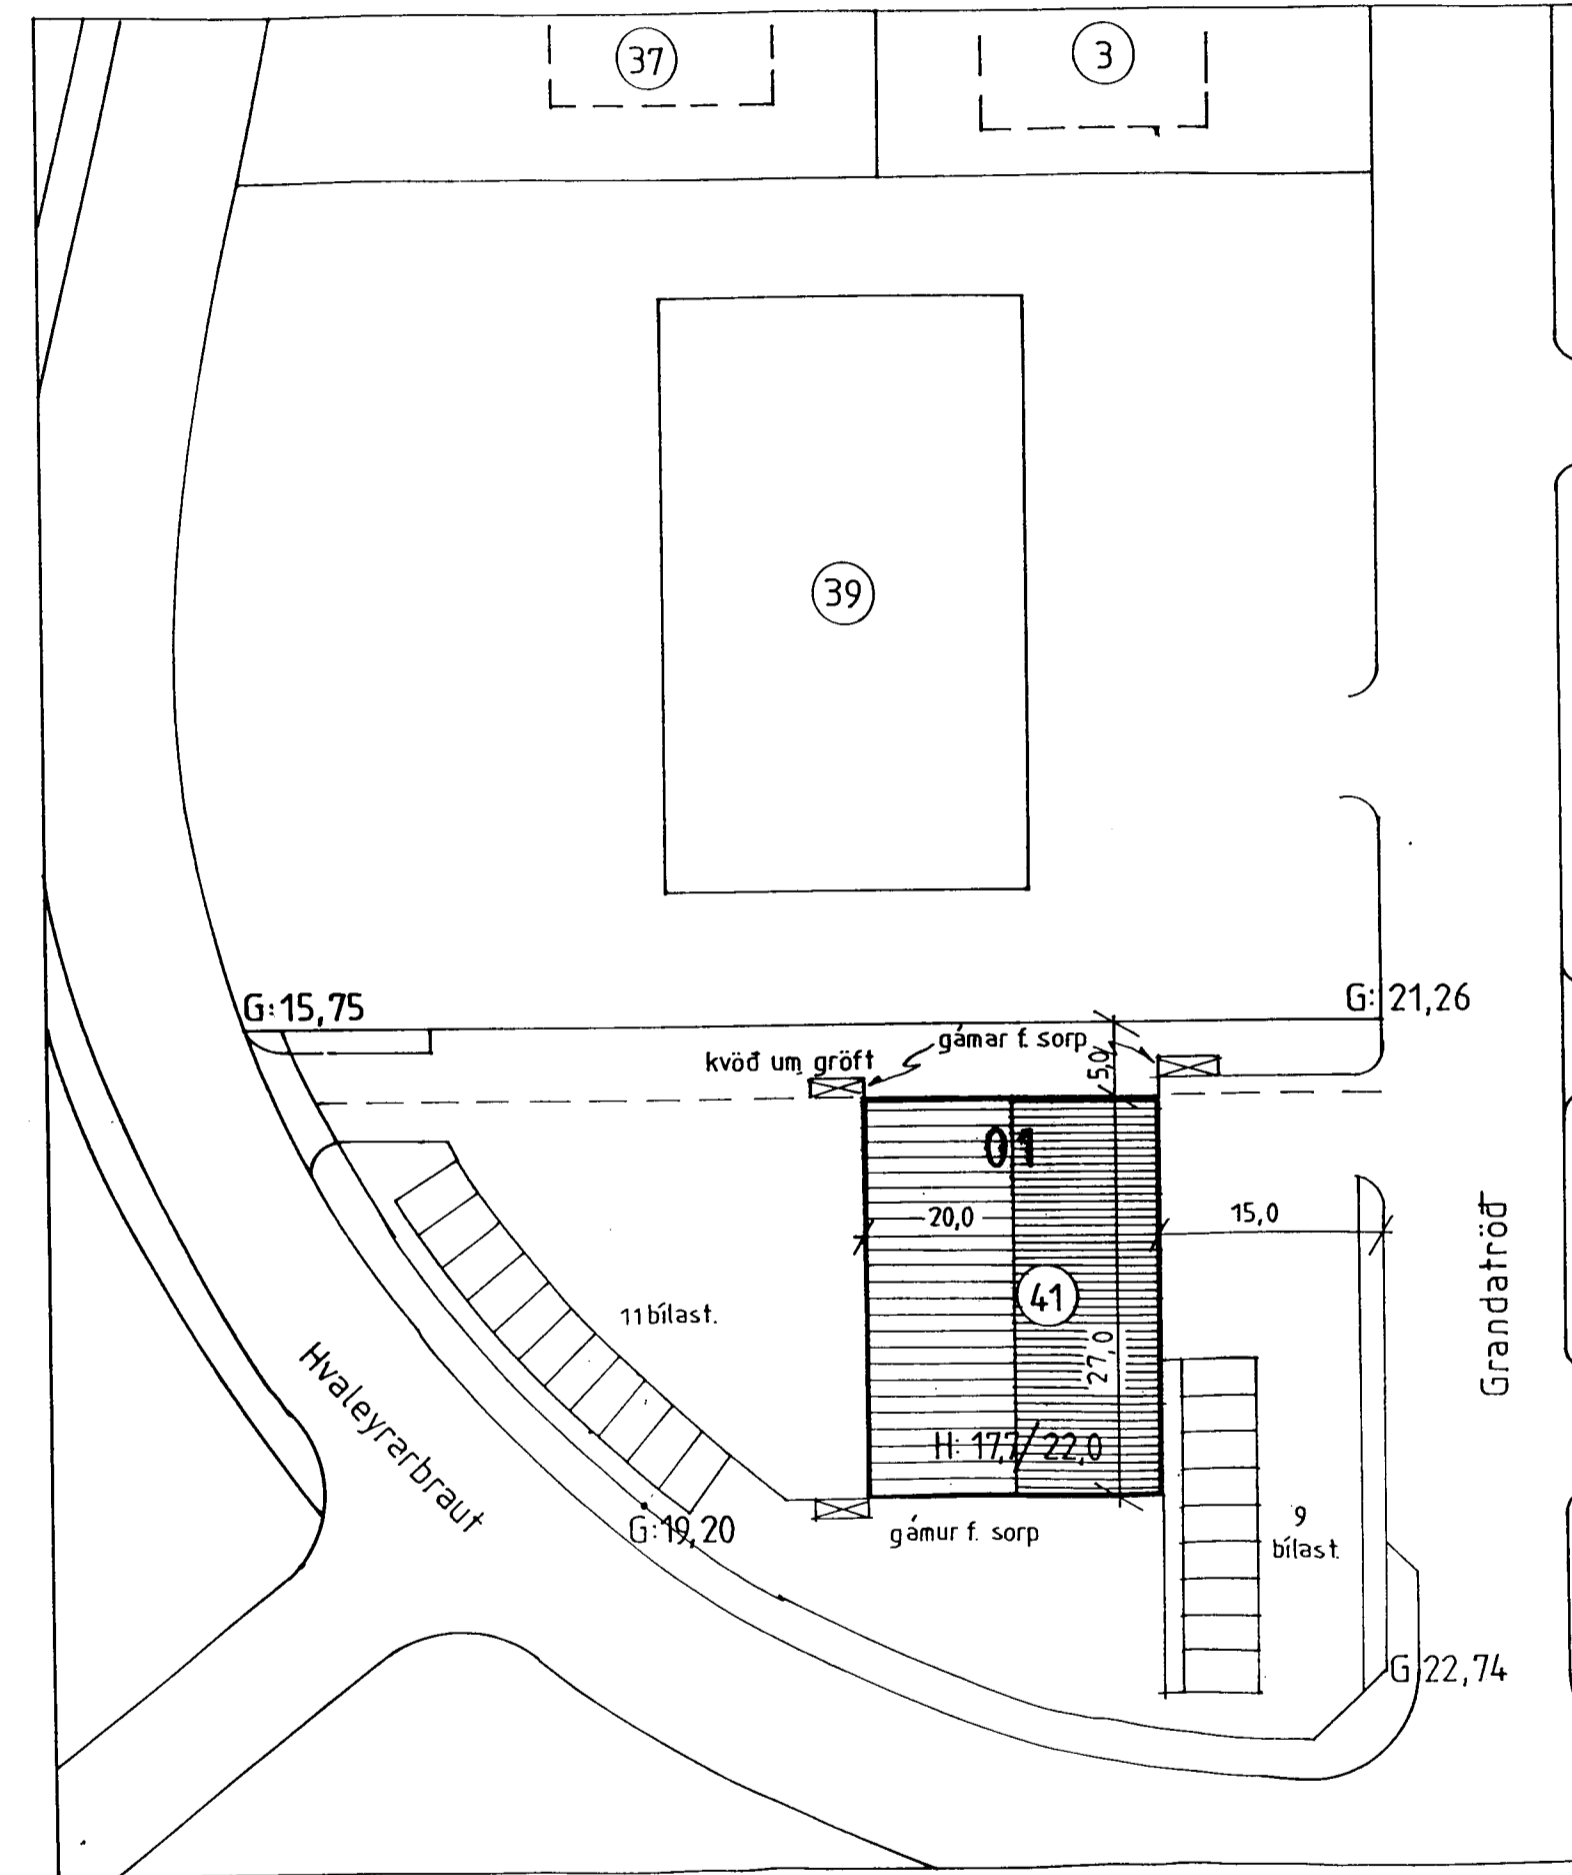 37
3
39
G:15,75
G: 21,26
gámar f. sorp
kvöð um gröft
5,0
01
20,0
15,0
41
11 bílast.
27,0
Grandatröð
Hvaleyrarbraut
H: 17,7/22,0
G:19,20
gámur f. sorp
9
bílast.
G 22,74